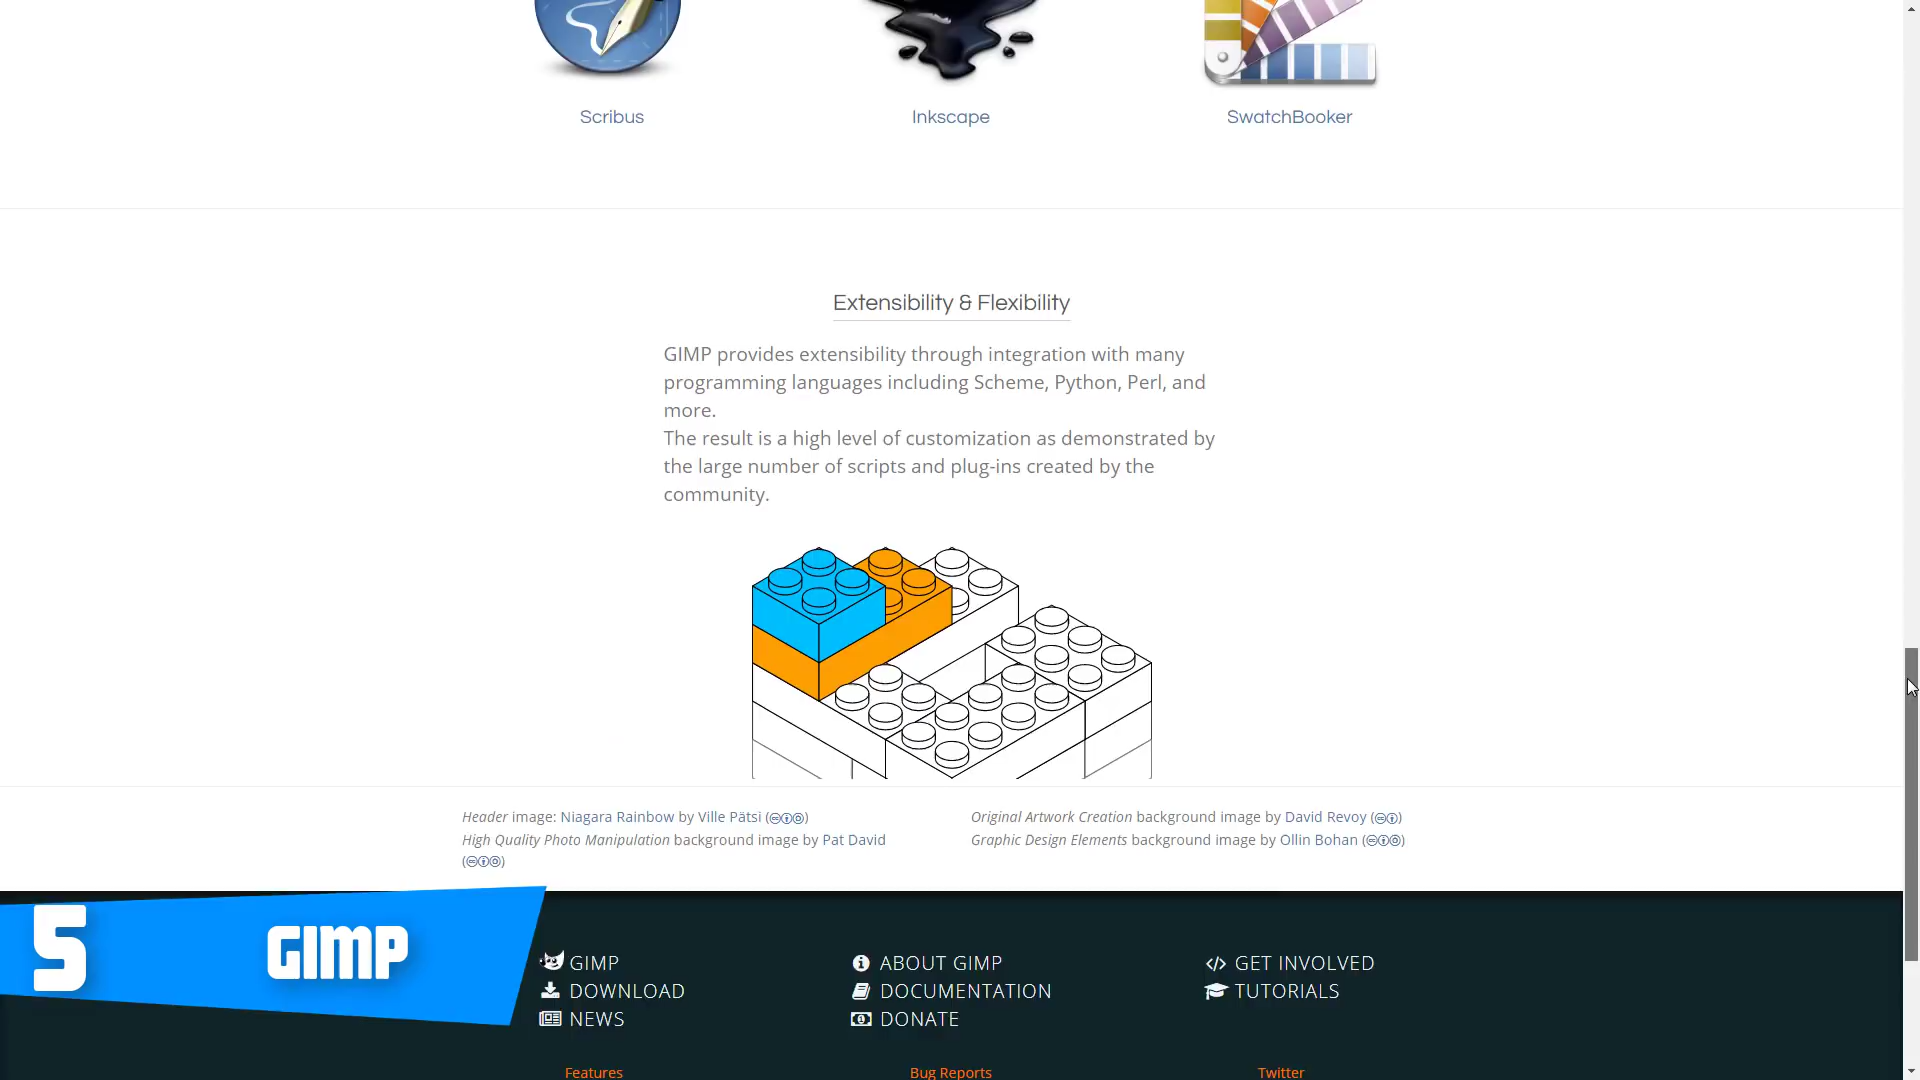 Scribus
Inkscape
SwatchBooker
Extensibility & Flexibility
GIMP provides extensibility through integration with many
programming languages including Scheme, Python, Perl, and
more.
The result is a high level of customization as demonstrated by
the large number of scripts and plug-ins created by the
community.
Header image: Niagara Rainbow by Ville Pätsi
High Quality Photo Manipulation background image by Pat David
Original Artwork Creation background image by David Revoy
Graphic Design Elements background image by Ollin Bohan
5 GIMP
GIMP
DOWNLOAD
NEWS
ABOUT GIMP
DOCUMENTATION
DONATE
GET INVOLVED
TUTORIALS
Features
Bug Reports
Twitter